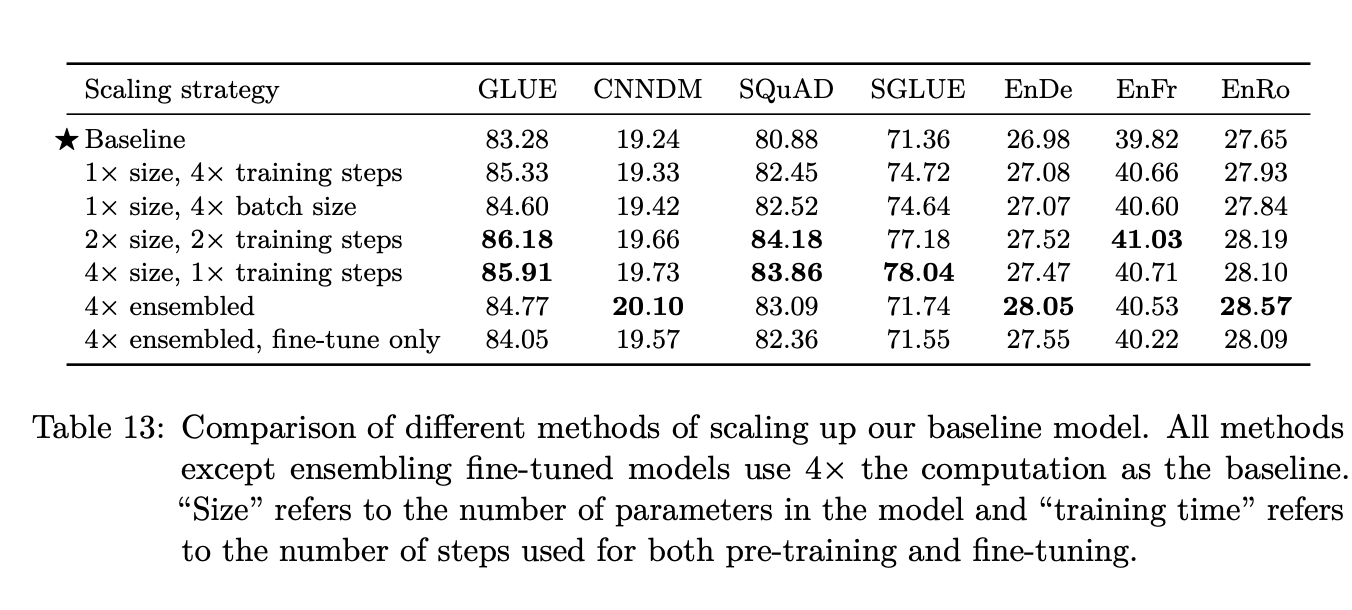 Scaling strategy GLUE CNNDM SQuAD SGLUE EnDe EnFr EnRo
★ Baseline 83.28 19.24 80.88 71.36 26.98 39.82 27.65
1× size, 4× training steps 85.33 19.33 82.45 74.72 27.08 40.66 27.93
1× size, 4× batch size 84.60 19.42 82.52 74.64 27.07 40.60 27.84
2× size, 2× training steps 86.18 19.66 84.18 77.18 27.52 41.03 28.19
4× size, 1× training steps 85.91 19.73 83.86 78.04 27.47 40.71 28.10
4× ensembled 84.77 20.10 83.09 71.74 28.05 40.53 28.57
4× ensembled, fine-tune only 84.05 19.57 82.36 71.55 27.55 40.22 28.09
Table 13: Comparison of different methods of scaling up our baseline model. All methods
except ensembling fine-tuned models use 4× the computation as the baseline.
“Size” refers to the number of parameters in the model and “training time” refers
to the number of steps used for both pre-training and fine-tuning.